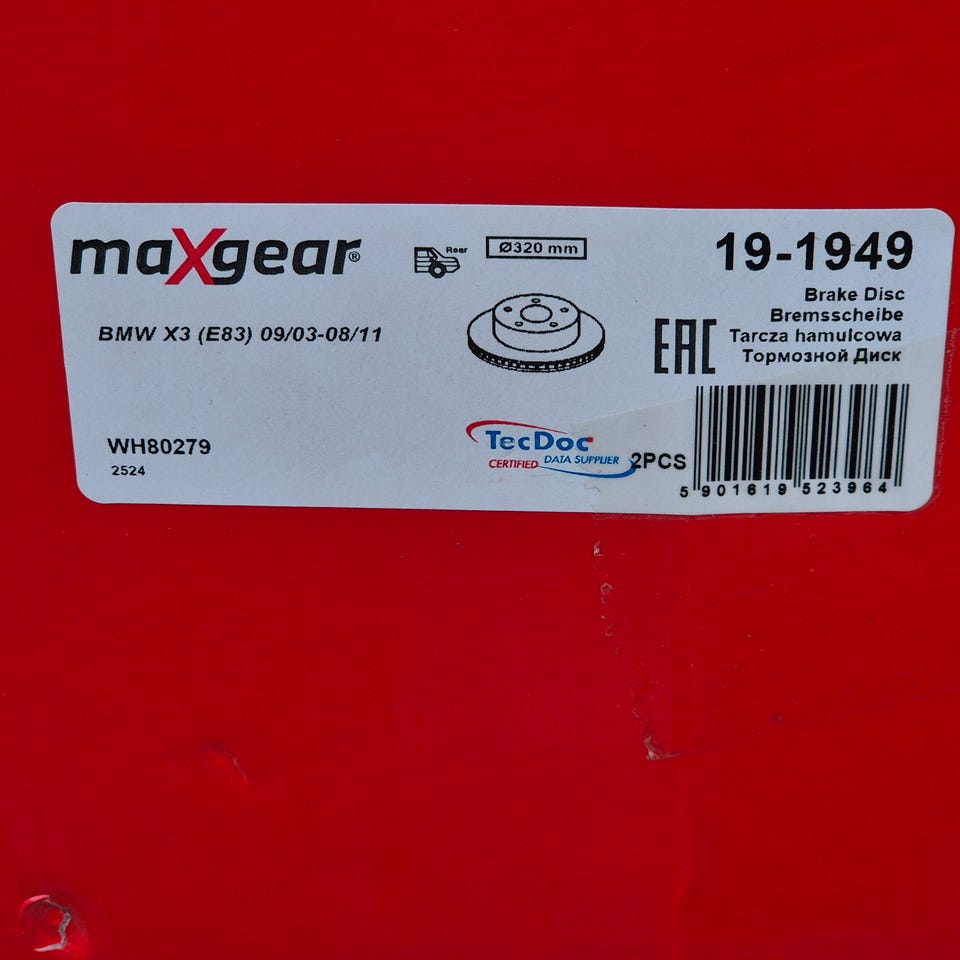 maXgear®
Rear
Ø320 mm
19-1949
Brake Disc
Bremsscheibe
Tarcza hamulcowa
Тормозной Диск
EAC
BMW X3 (E83) 09/03-08/11
WH80279
2524
TecDoc
CERTIFIED DATA SUPPLIER
2PCS
5 901619 523964